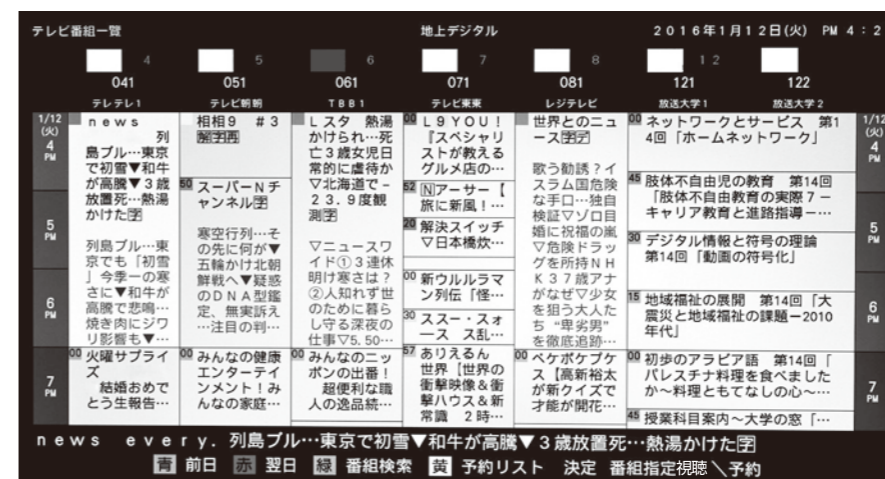 テレビ番組一覧 地上デジタル 2016年1月12日(火) PM 4:2
4 5 6 7 8 12
041 051 061 071 081 121 122
テレテレ1 テレビ朝朝 TBB1 テレビ東東 レジテレビ 放送大学1 放送大学2
1/12
(火)
4
PM
5
PM
6
PM
7
PM
news
列
島ブル…東京
で初雪▼和牛
が高騰▼3歳
放置死…熱湯
かけた字
列島ブル…東
京でも「初雪
」今季一の寒
さに▼和牛が
高騰で悲鳴…
焼き肉にジワ
リ影響も▼…
00 火曜サプライ
ズ
結婚おめで
とう生報告…
相相9 #3
解字再
50 スーパーNチ
ャンネル字
寒空行列…そ
の先に何が▼
五輪かけ北朝
鮮戦へ▼疑惑
のDNA型鑑
定、無実訴え
…注目の判…
00 みんなの健康
エンターテイ
ンメント!み
んなの家庭…
Lスタ 熱湯
かけられ…死
亡3歳女児日
常的に虐待か
▽北海道で-
23.9度観
測字
▽ニュースワ
イド①3連休
明け寒さは?
②人知れず世
のために暮ら
し守る深夜の
仕事▽5.50…
00 みんなのニッ
ポンの出番!
超便利な職
人の逸品続…
00 L9YOU!
『スペシャリ
ストが教える
グルメ店の…
52 Nアーサー【
旅に新風!…
20 解決スイッチ
▽日本橋炊…
00 新ウルルラマ
ン列伝「怪…
30 ススー・スォ
ース ス乱…
57 ありえるん
世界【世界の
衝撃映像&衝
撃ハウス&新
常識 2時…
世界とのニュ
ース字デ
歌う勧誘?イ
スラム国危険
な手口…独自
検証▽ゾロ目
婚に祝福の嵐
▽危険ドラッ
グを所持NH
K37歳アナ
がなぜ▽少女
を狙う大人た
ち“卑劣男”
を徹底追跡…
00 ペケポケプケ
ス【高新裕太
が新クイズで
才能が開花…
00 ネットワークとサービス 第1
4回「ホームネットワーク」
45 肢体不自由児の教育 第14回
「肢体不自由教育の実際7-
キャリア教育と進路指導-…
30 デジタル情報と符号の理論
第14回「動画の符号化」
15 地域福祉の展開 第14回「大
震災と地域福祉の課題-2010
年代」
00 初歩のアラビア語 第14回「
パレスチナ料理を食べました
か~料理ともてなしの心~…
45 授業科目案内~大学の窓「…
1/12
(火)
4
PM
5
PM
6
PM
7
PM
news every. 列島ブル…東京で初雪▼和牛が高騰▼3歳放置死…熱湯かけた字
青 前日 赤 翌日 緑 番組検索 黄 予約リスト 決定 番組指定視聴\予約